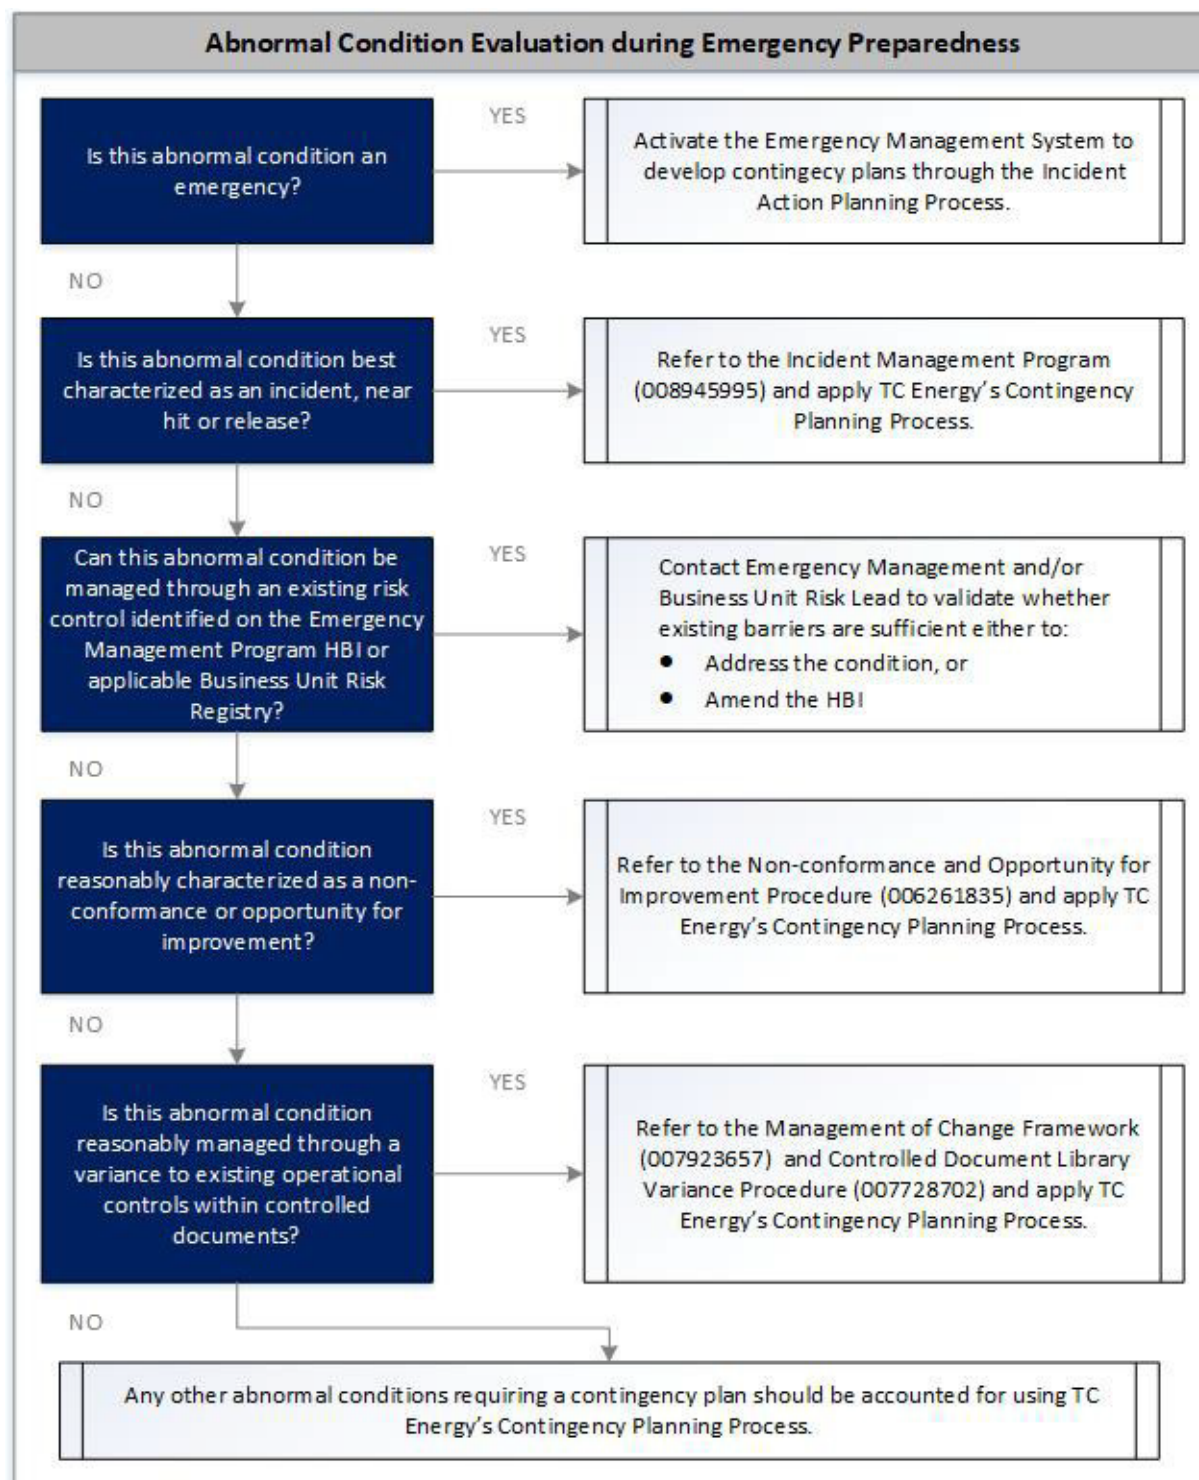 Abnormal Condition Evaluation during Emergency Preparedness
Is this abnormal condition an
emergency?
YES
Activate the Emergency Management System to
develop contingecy plans through the Incident
Action Planning Process.
NO
Is this abnormal condition best
characterized as an incident, near
hit or release?
YES
Refer to the Incident Management Program
(008945995) and apply TC Energy’s Contingency
Planning Process.
NO
Can this abnormal condition be
managed through an existing risk
control identified on the Emergency
Management Program HBI or
applicable Business Unit Risk
Registry?
YES
Contact Emergency Management and/or
Business Unit Risk Lead to validate whether
existing barriers are sufficient either to:
● Address the condition, or
● Amend the HBI
NO
Is this abnormal condition
reasonably characterized as a non-
conformance or opportunity for
improvement?
YES
Refer to the Non-conformance and Opportunity for
Improvement Procedure (006261835) and apply TC
Energy’s Contingency Planning Process.
NO
Is this abnormal condition
reasonably managed through a
variance to existing operational
controls within controlled
documents?
YES
Refer to the Management of Change Framework
(007923657) and Controlled Document Library
Variance Procedure (007728702) and apply TC
Energy’s Contingency Planning Process.
NO
Any other abnormal conditions requiring a contingency plan should be accounted for using TC
Energy’s Contingency Planning Process.